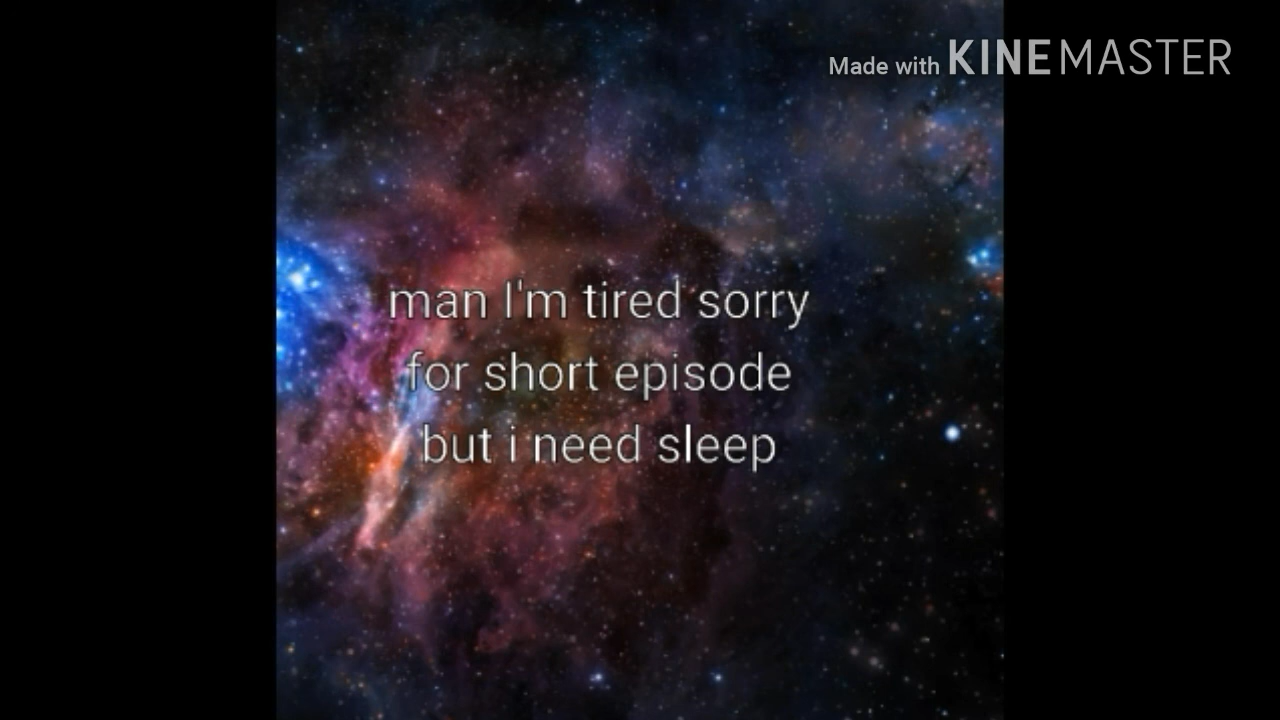 Made with KINEMASTER
man I'm tired sorry
for short episode
but i need sleep